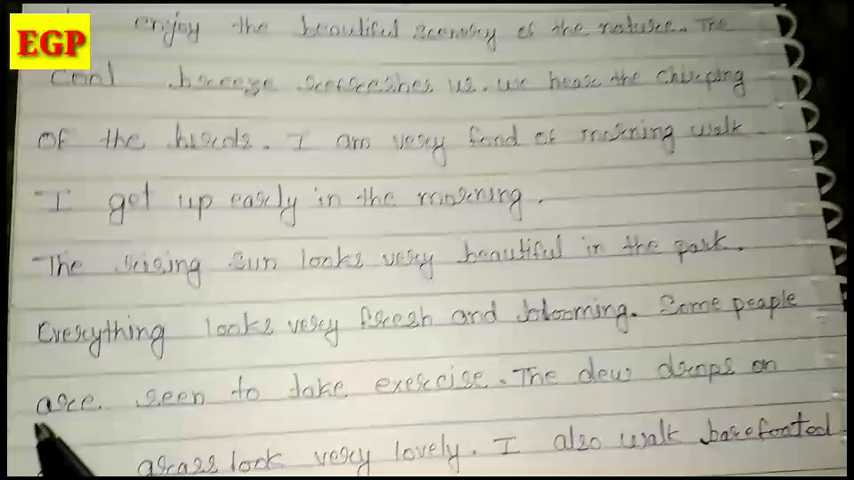 EGP
enjoy the beautiful scenery of the nature. The
cool breeze refreshes us. we hear the chirping
of the birds. I am very fond of morning walk.
I get up early in the morning.
The rising sun looks very beautiful in the park.
Everything looks very fresh and blooming. Some people
are seen to take exercise. The dew drops on
grass look very lovely. I also walk barefooted